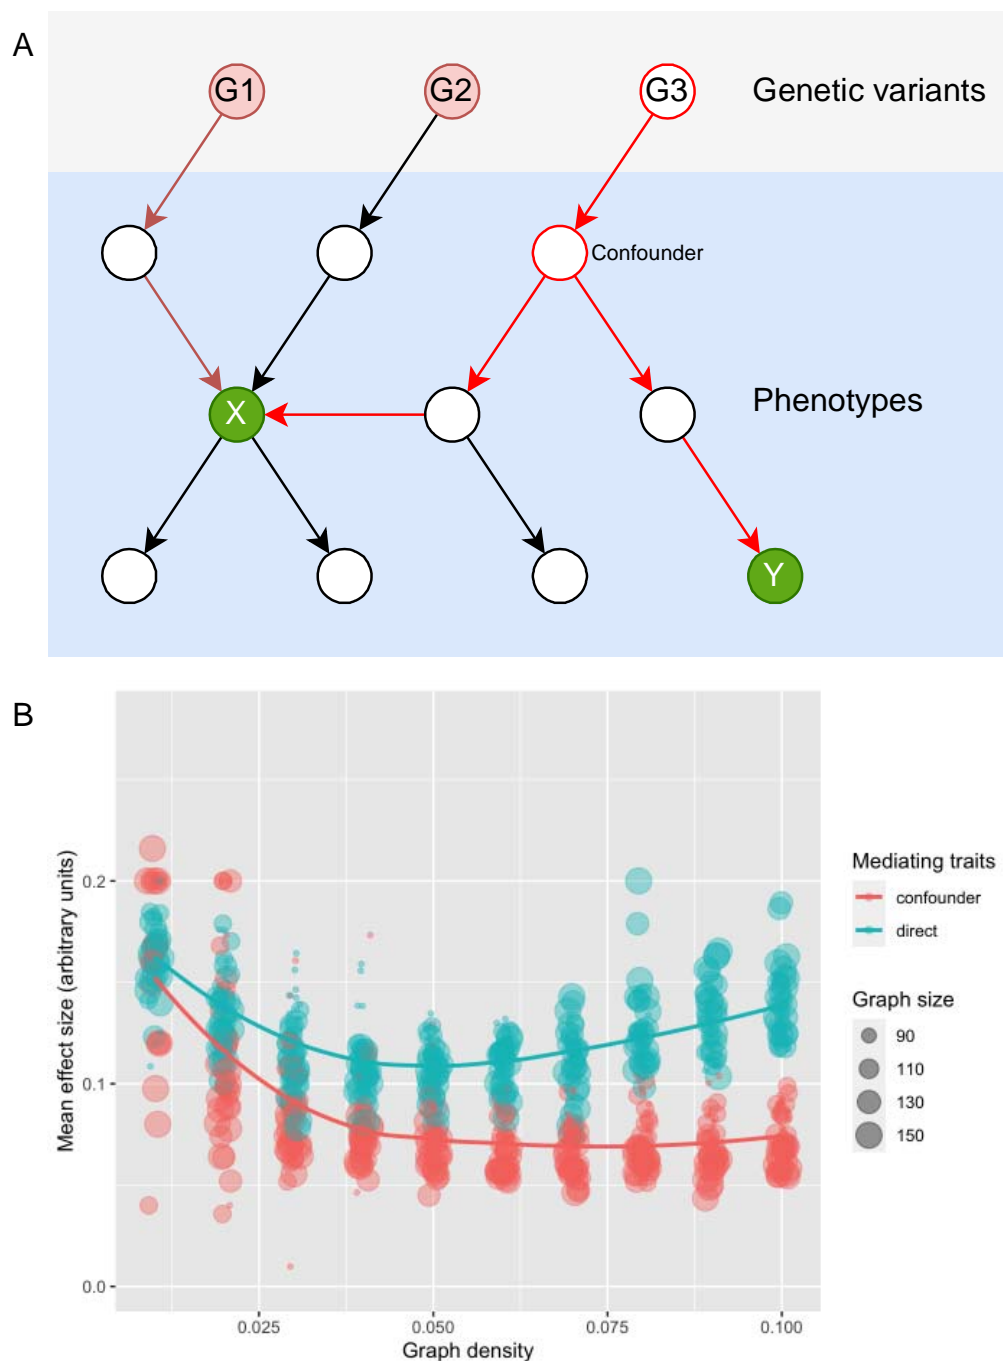 A
G1
G2
G3
Genetic variants
Confounder
X
Phenotypes
Y
B
Mean effect size (arbitrary units)
0.2
0.1
0.0
0.025
0.050
0.075
0.100
Graph density
Mediating traits
confounder
direct
Graph size
90
110
130
150